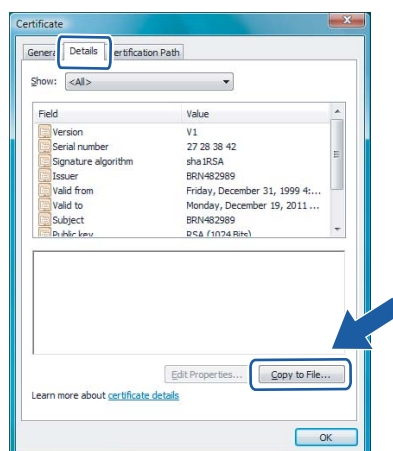 Certificate
General Details Certification Path
Show: <All>
Field Value
Version V1
Serial number 27 28 38 42
Signature algorithm sha1RSA
Issuer BRN482989
Valid from Friday, December 31, 1999 4:...
Valid to Monday, December 19, 2011 ...
Subject BRN482989
Public key RSA (1024 Bits)
Edit Properties... Copy to File...
Learn more about certificate details
OK